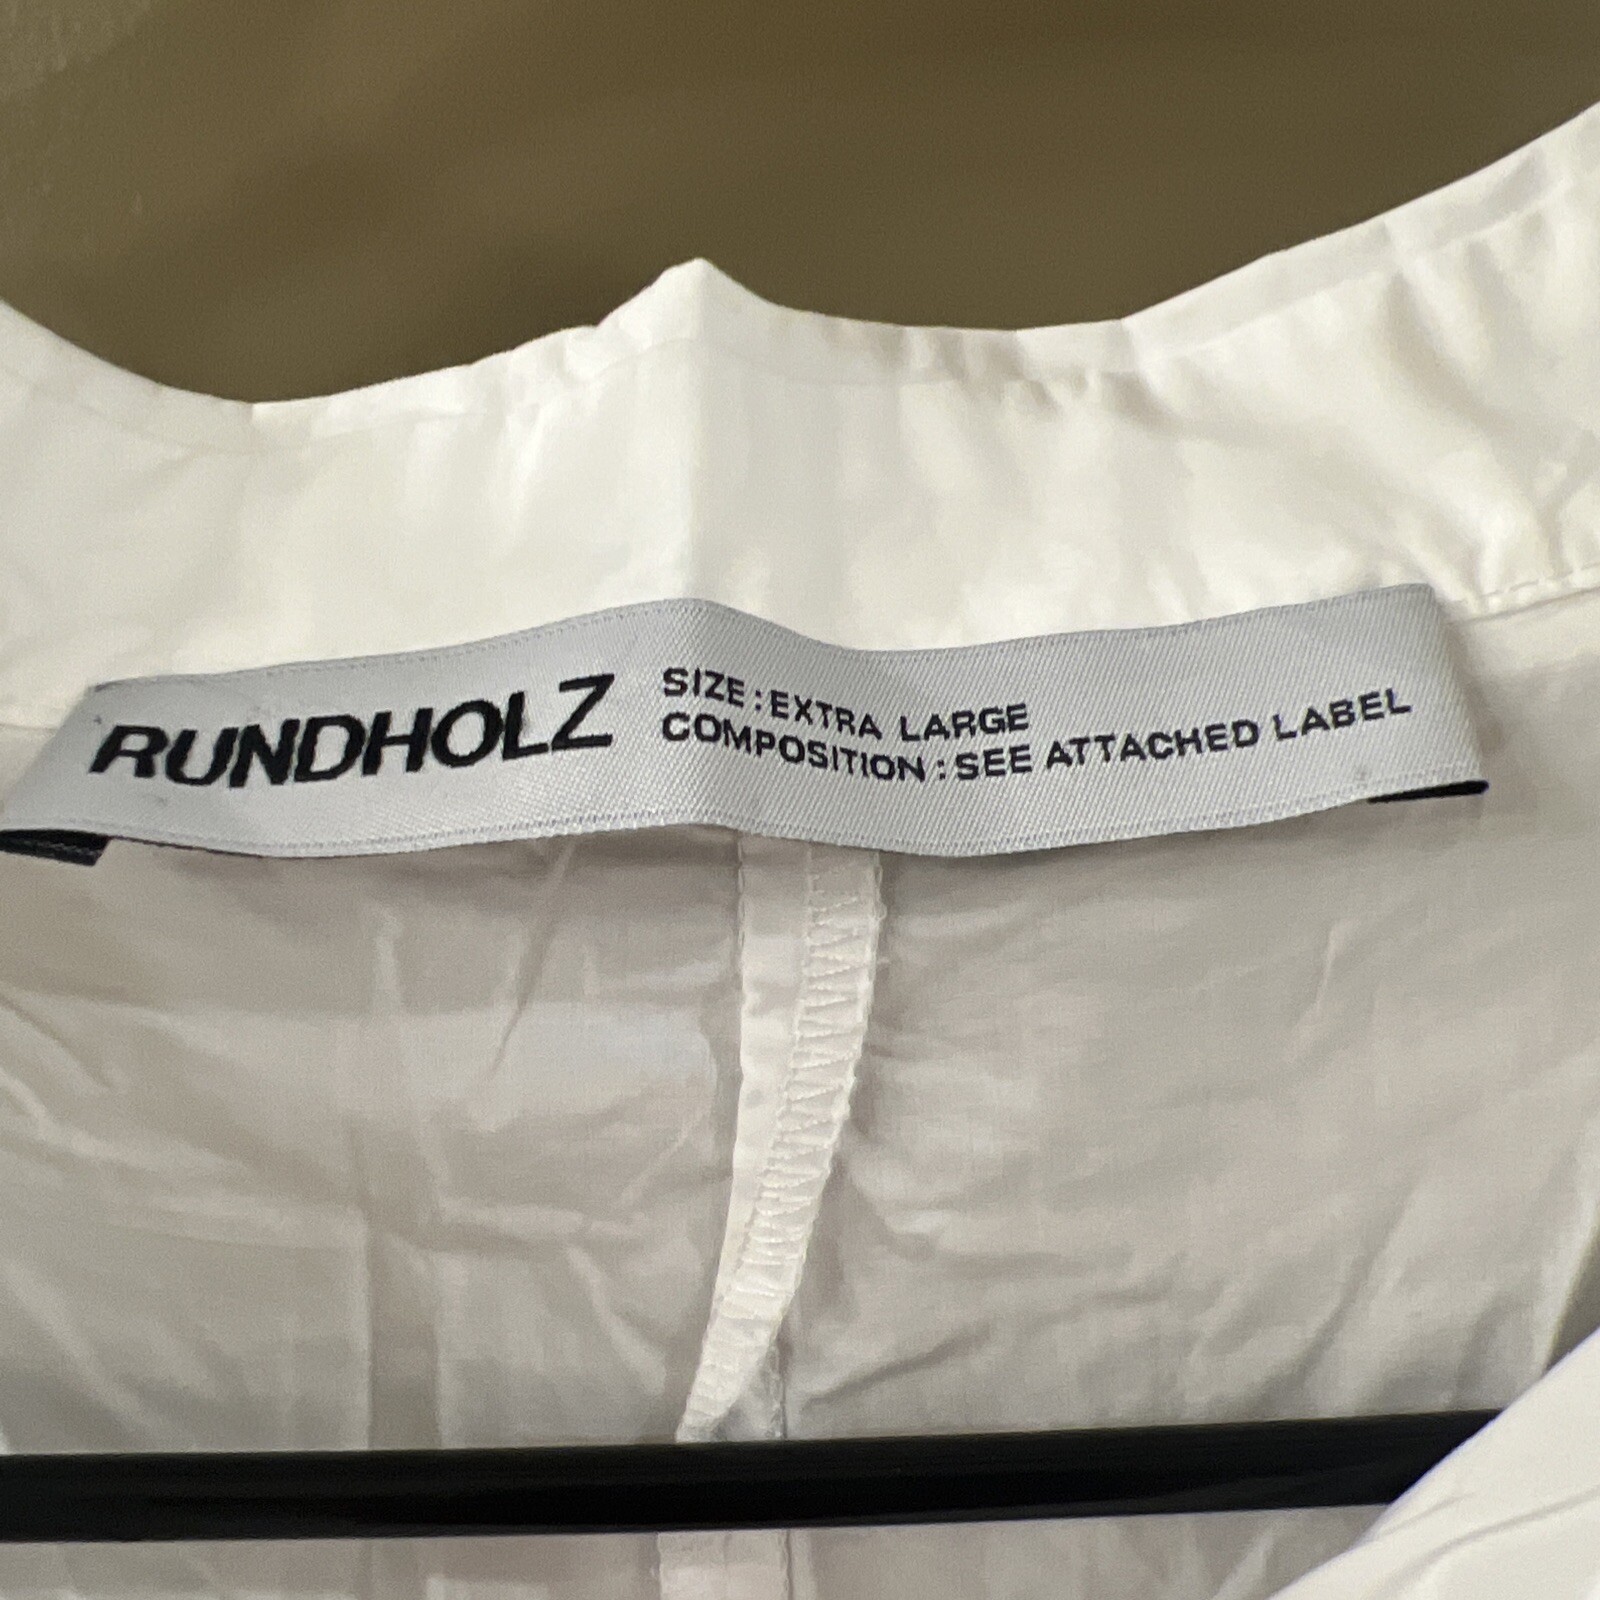 RUNDHOLZ
SIZE : EXTRA LARGE
COMPOSITION : SEE ATTACHED LABEL